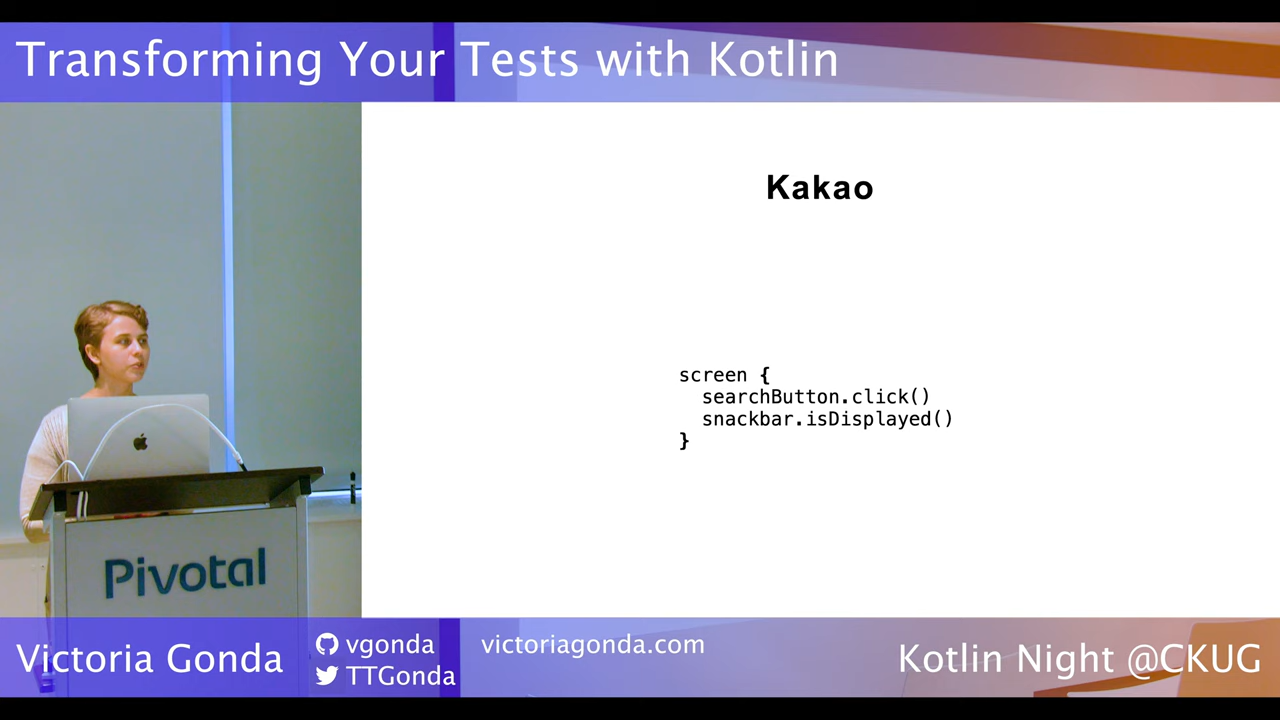 Transforming Your Tests with Kotlin
Kakao
screen {
searchButton.click()
snackbar.isDisplayed()
}
Pivotal
Victoria Gonda
vgonda
TTGonda
victoriagonda.com
Kotlin Night @CKUG